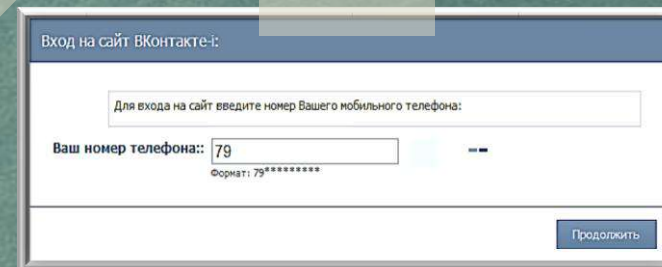 Вход на сайт ВКонтакте-i:
Для входа на сайт введите номер Вашего мобильного телефона:
Ваш номер телефона:: 79
Формат: 79*********
Продолжить